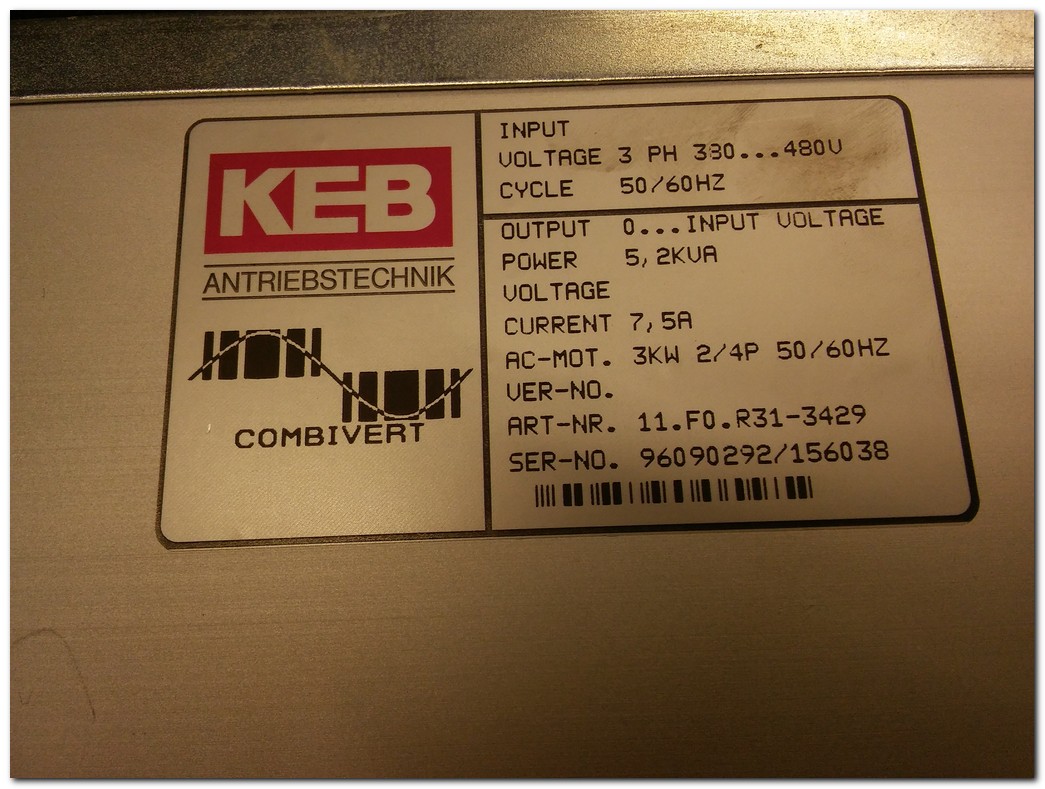 KEB
ANTRIEBSTECHNIK
COMBIVERT
INPUT
VOLTAGE 3 PH 380...480V
CYCLE 50/60HZ
OUTPUT 0...INPUT VOLTAGE
POWER 5,2KVA
VOLTAGE
CURRENT 7,5A
AC-MOT. 3KW 2/4P 50/60HZ
VER-NO.
ART-NR. 11.F0.R31-3429
SER-NO. 96090292/156038